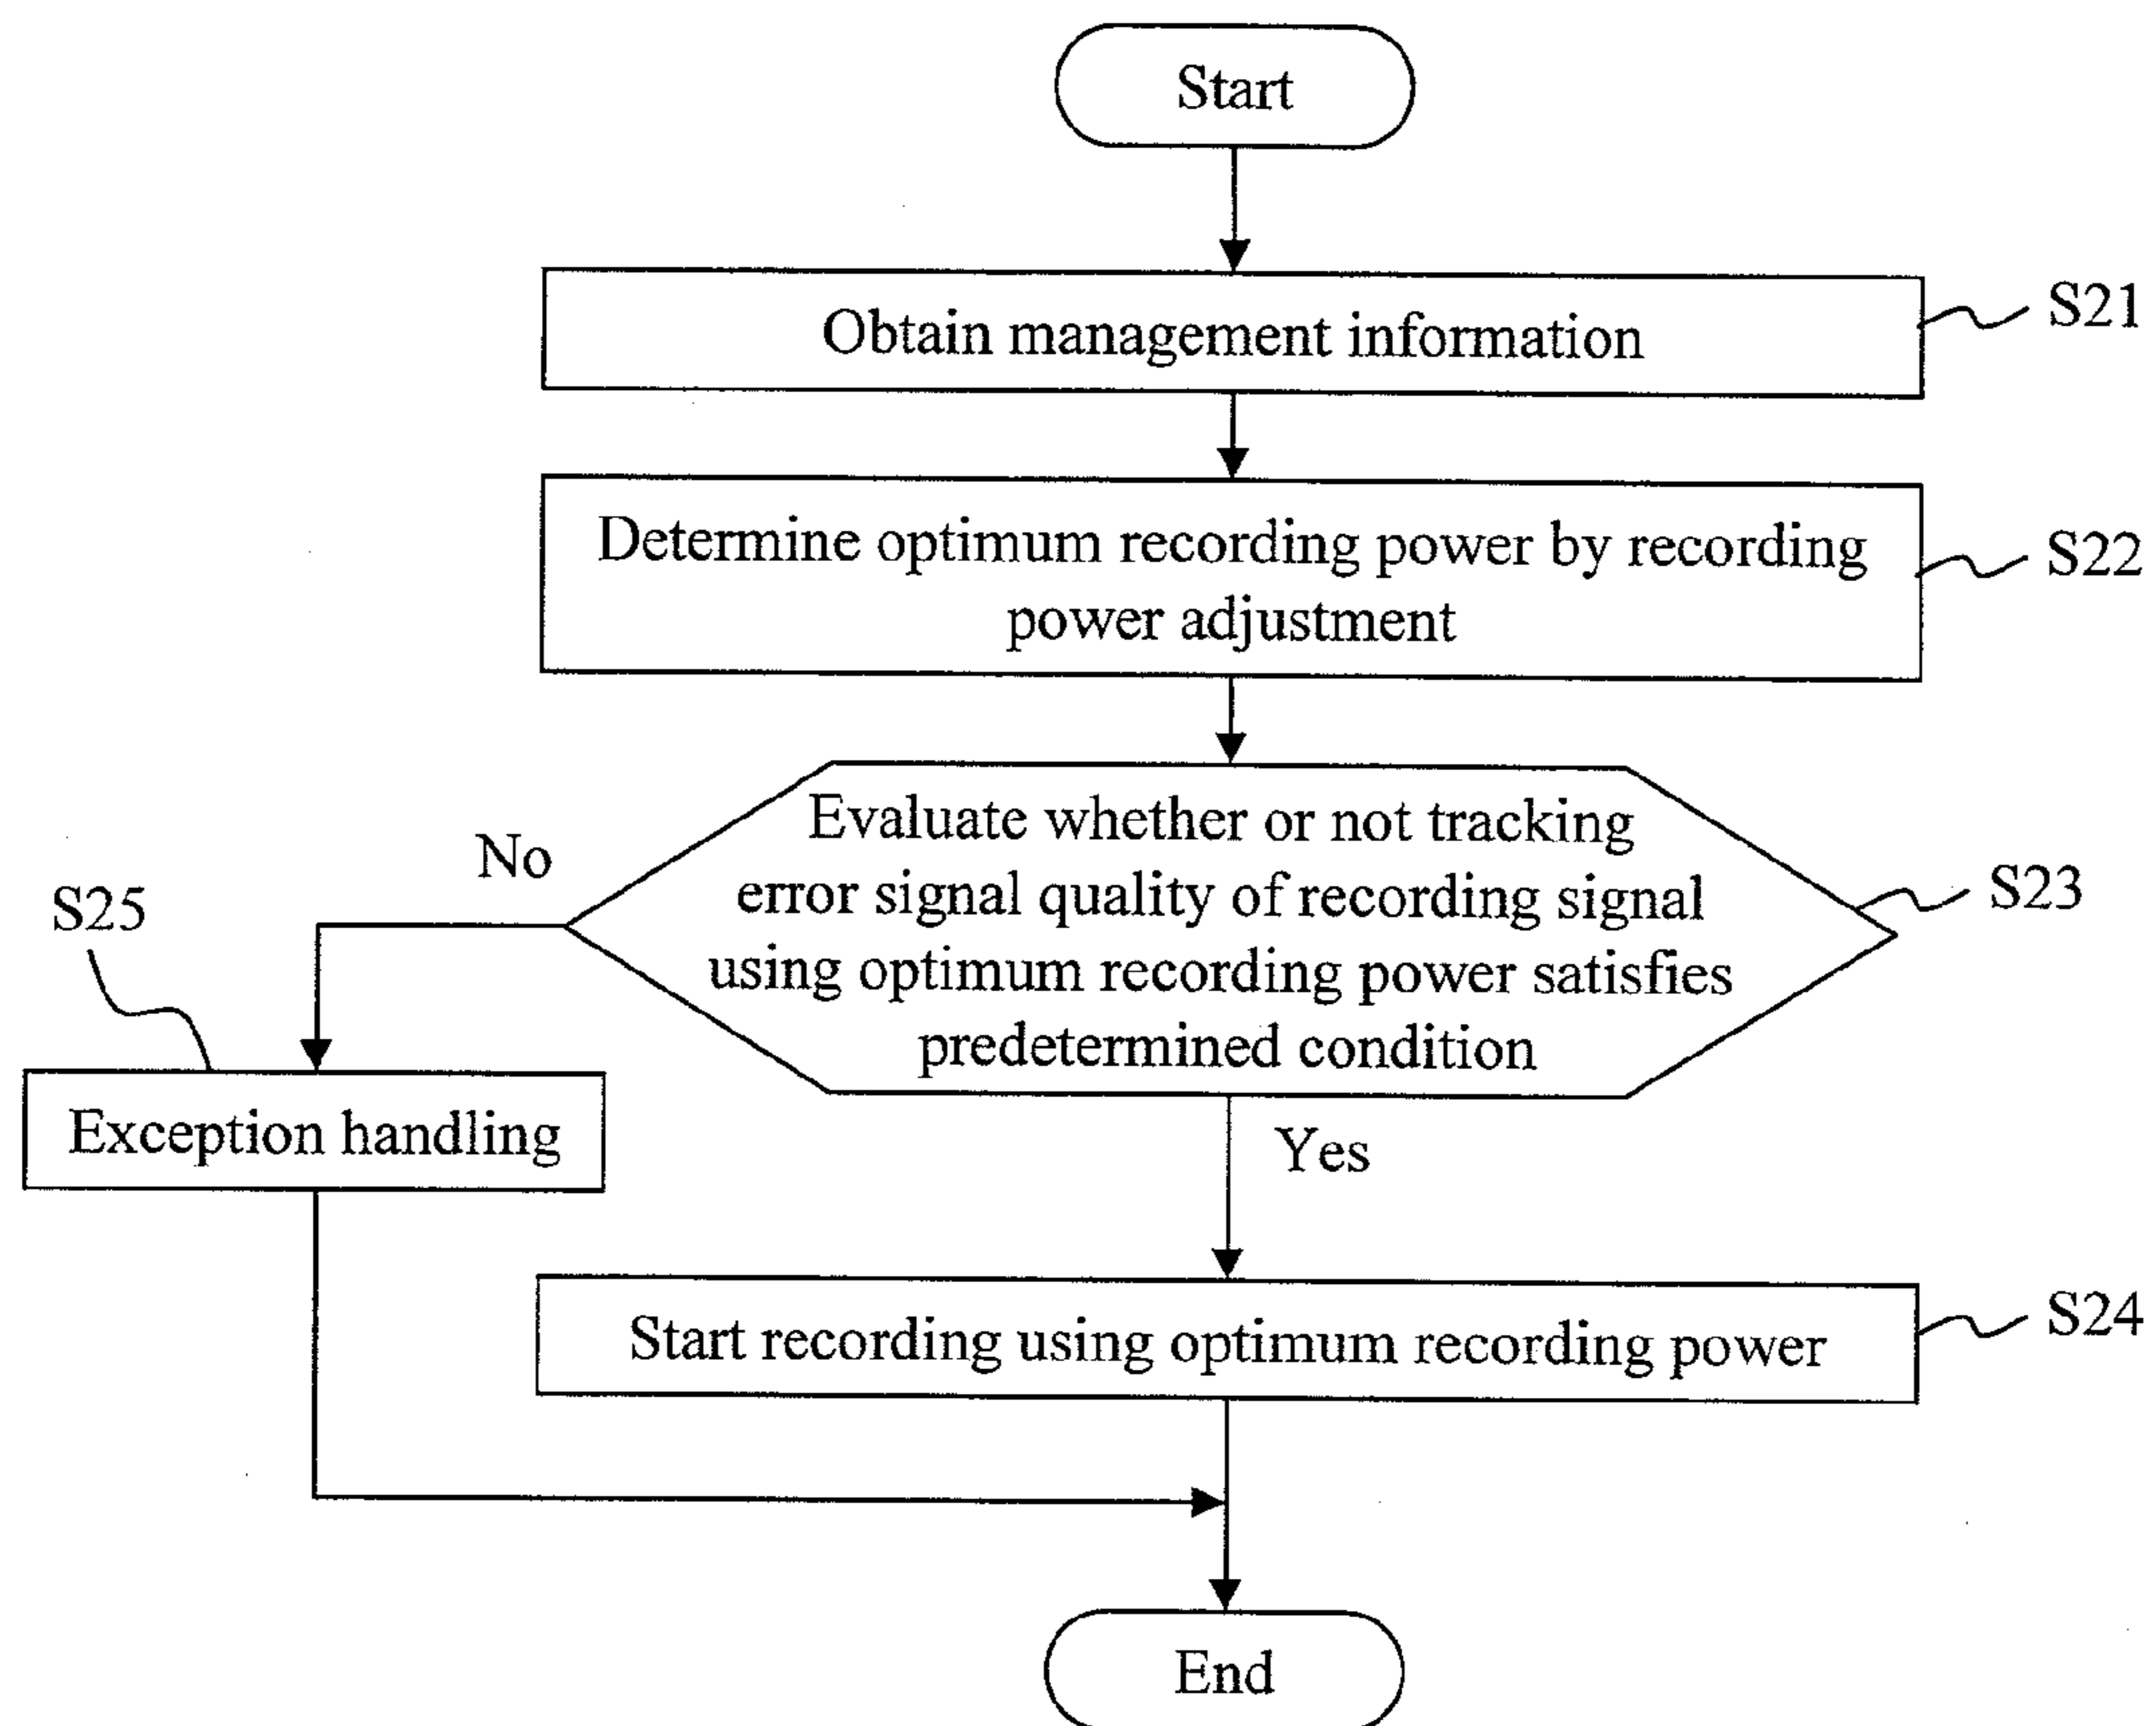 Start
Obtain management information
S21
Determine optimum recording power by recording
power adjustment
S22
Evaluate whether or not tracking
error signal quality of recording signal
using optimum recording power satisfies
predetermined condition
S23
No
S25
Exception handling
Yes
Start recording using optimum recording power
S24
End